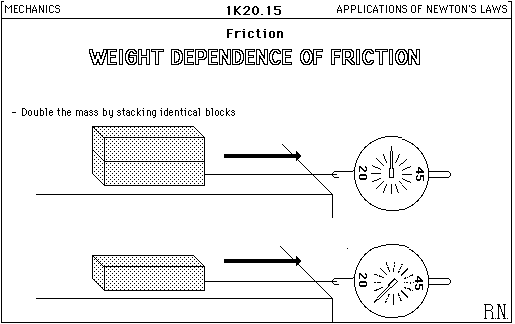 MECHANICS
1K20.15
APPLICATIONS OF NEWTON'S LAWS
Friction
WEIGHT DEPENDENCE OF FRICTION
- Double the mass by stacking identical blocks
20
45
20
45
R.N.